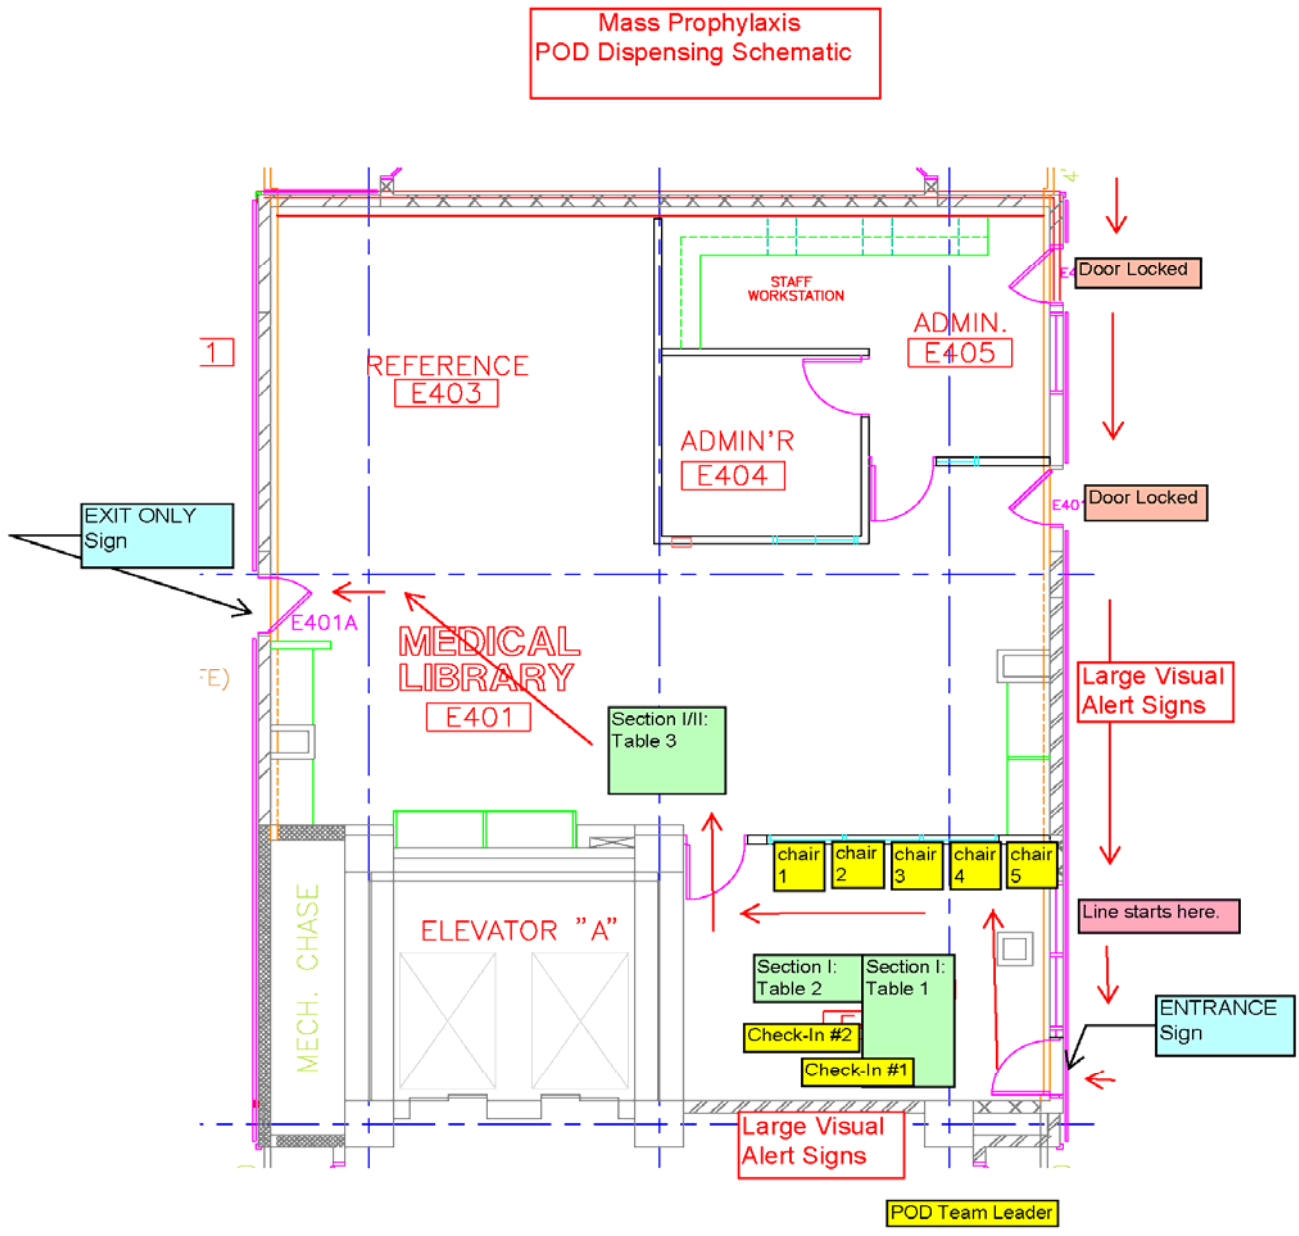 Mass Prophylaxis
POD Dispensing Schematic
Door Locked
STAFF
WORKSTATION
ADMIN.
E405
1
REFERENCE
E403
ADMIN'R
E404
Door Locked
EXIT ONLY
Sign
E401A
MEDICAL
LIBRARY
E401
Large Visual
Alert Signs
Section I/II:
Table 3
chair
1
chair
2
chair
3
chair
4
chair
5
MECH. CHASE
ELEVATOR "A"
Line starts here.
Section I:
Table 2
Section I:
Table 1
Check-In #2
Check-In #1
ENTRANCE
Sign
Large Visual
Alert Signs
POD Team Leader